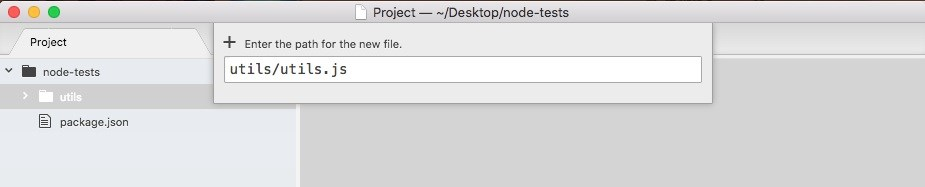 Project — ~/Desktop/node-tests
Project
Enter the path for the new file.
utils/utils.js
node-tests
utils
package.json